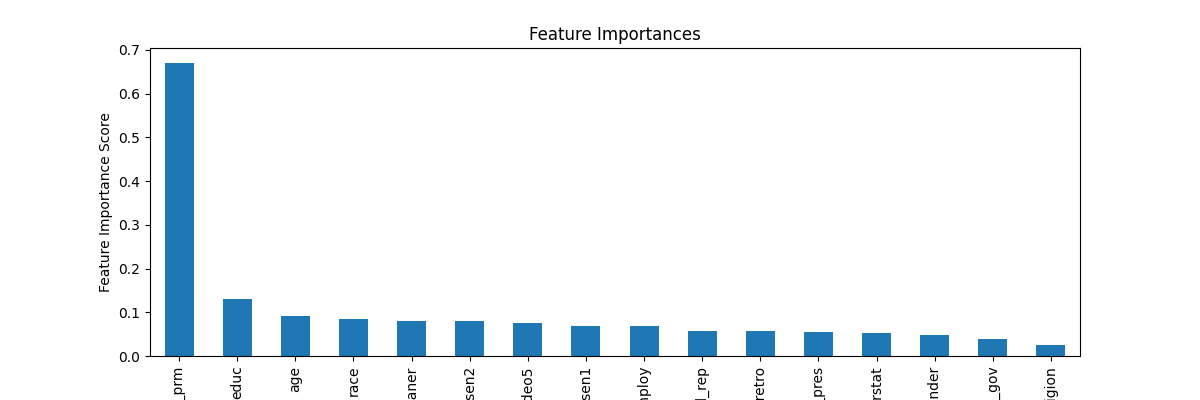 Feature Importances
Feature Importance Score
0.7
0.6
0.5
0.4
0.3
0.2
0.1
0.0
_prm
educ
age
race
aner
sen2
deo5
sen1
nploy
l_rep
retro
_pres
rstat
nder
_gov
igion